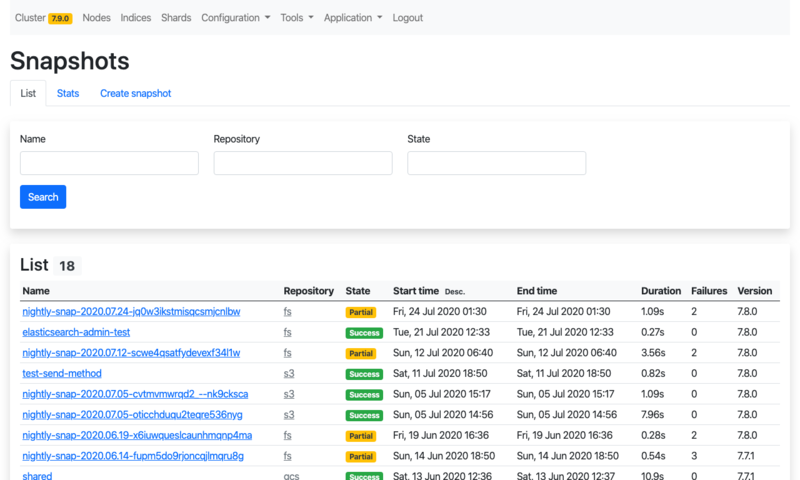 Cluster 7.9.0 Nodes Indices Shards Configuration Tools Application Logout
Snapshots
List Stats Create snapshot
Name Repository State
Search
List 18
Name Repository State Start time Desc. End time Duration Failures Version
nightly-snap-2020.07.24-jq0w3ikstmisqcsmjcnlbw fs Partial Fri, 24 Jul 2020 01:30 Fri, 24 Jul 2020 01:30 1.09s 2 7.8.0
elasticsearch-admin-test fs Success Tue, 21 Jul 2020 12:33 Tue, 21 Jul 2020 12:33 0.27s 0 7.8.0
nightly-snap-2020.07.12-scwe4qsatfydevexf34l1w fs Partial Sun, 12 Jul 2020 06:40 Sun, 12 Jul 2020 06:40 3.56s 2 7.8.0
test-send-method s3 Success Sat, 11 Jul 2020 18:50 Sat, 11 Jul 2020 18:50 0.82s 0 7.8.0
nightly-snap-2020.07.05-cvtmvmwrqd2_--nk9cksca s3 Success Sun, 05 Jul 2020 15:17 Sun, 05 Jul 2020 15:17 1.09s 0 7.8.0
nightly-snap-2020.07.05-oticchduqu2teqre536nyg s3 Success Sun, 05 Jul 2020 14:56 Sun, 05 Jul 2020 14:56 7.96s 0 7.8.0
nightly-snap-2020.06.19-x6iuwqueslcaunhmqnp4ma fs Partial Fri, 19 Jun 2020 16:36 Fri, 19 Jun 2020 16:36 0.28s 2 7.8.0
nightly-snap-2020.06.14-fupm5do9rjoncqjlmqru8g fs Partial Sun, 14 Jun 2020 18:50 Sun, 14 Jun 2020 18:50 0.54s 3 7.7.1
shared gcs Success Sat, 13 Jun 2020 12:36 Sat, 13 Jun 2020 12:37 10.9s 0 7.7.1